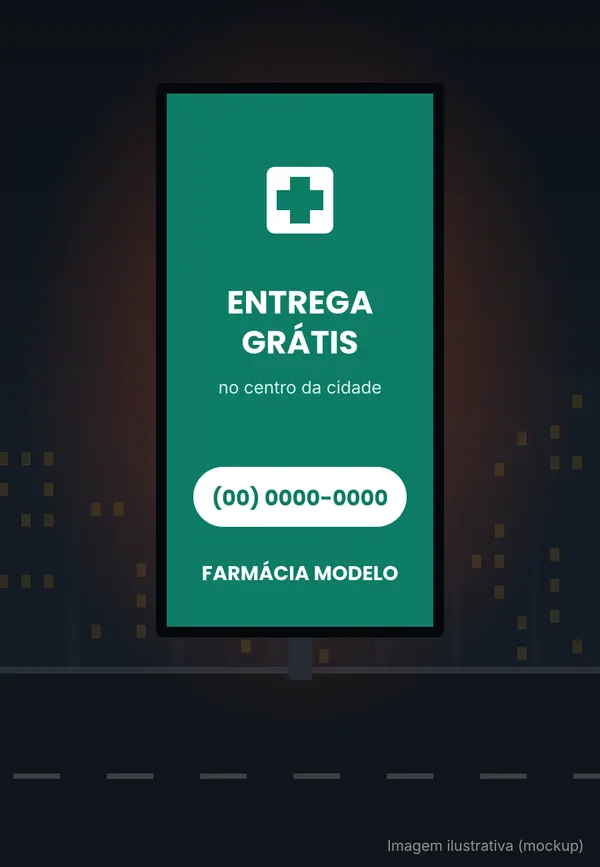 ENTREGA
GRÁTIS
no centro da cidade
(00) 0000-0000
FARMÁCIA MODELO
Imagem ilustrativa (mockup)